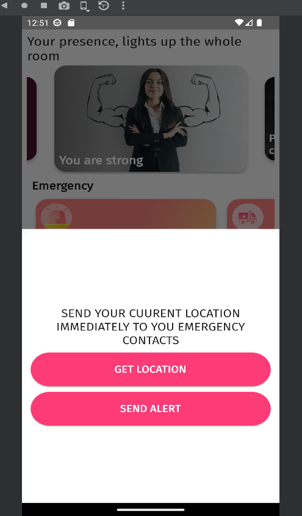 12:51
Your presence, lights up the whole
room
You are strong
Emergency
SEND YOUR CUURENT LOCATION
IMMEDIATELY TO YOU EMERGENCY
CONTACTS
GET LOCATION
SEND ALERT